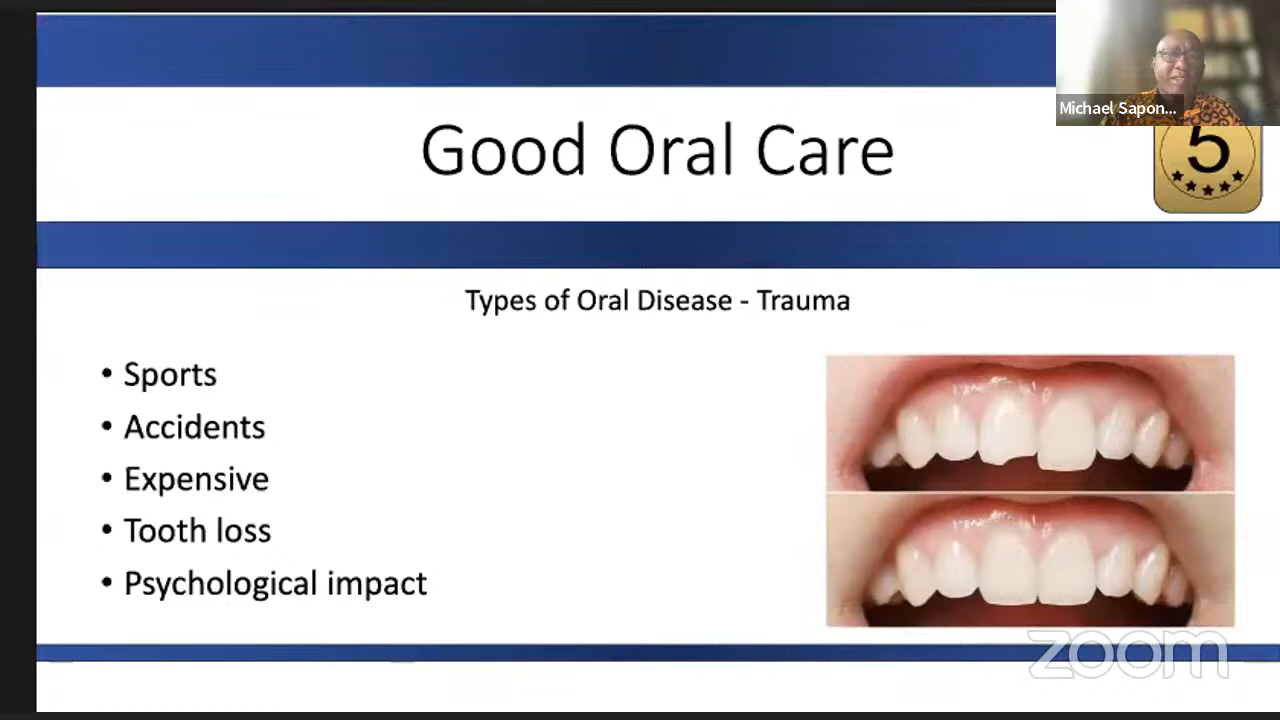 Michael Sapon...
Good Oral Care
5
Types of Oral Disease - Trauma
• Sports
• Accidents
• Expensive
• Tooth loss
• Psychological impact
zoom